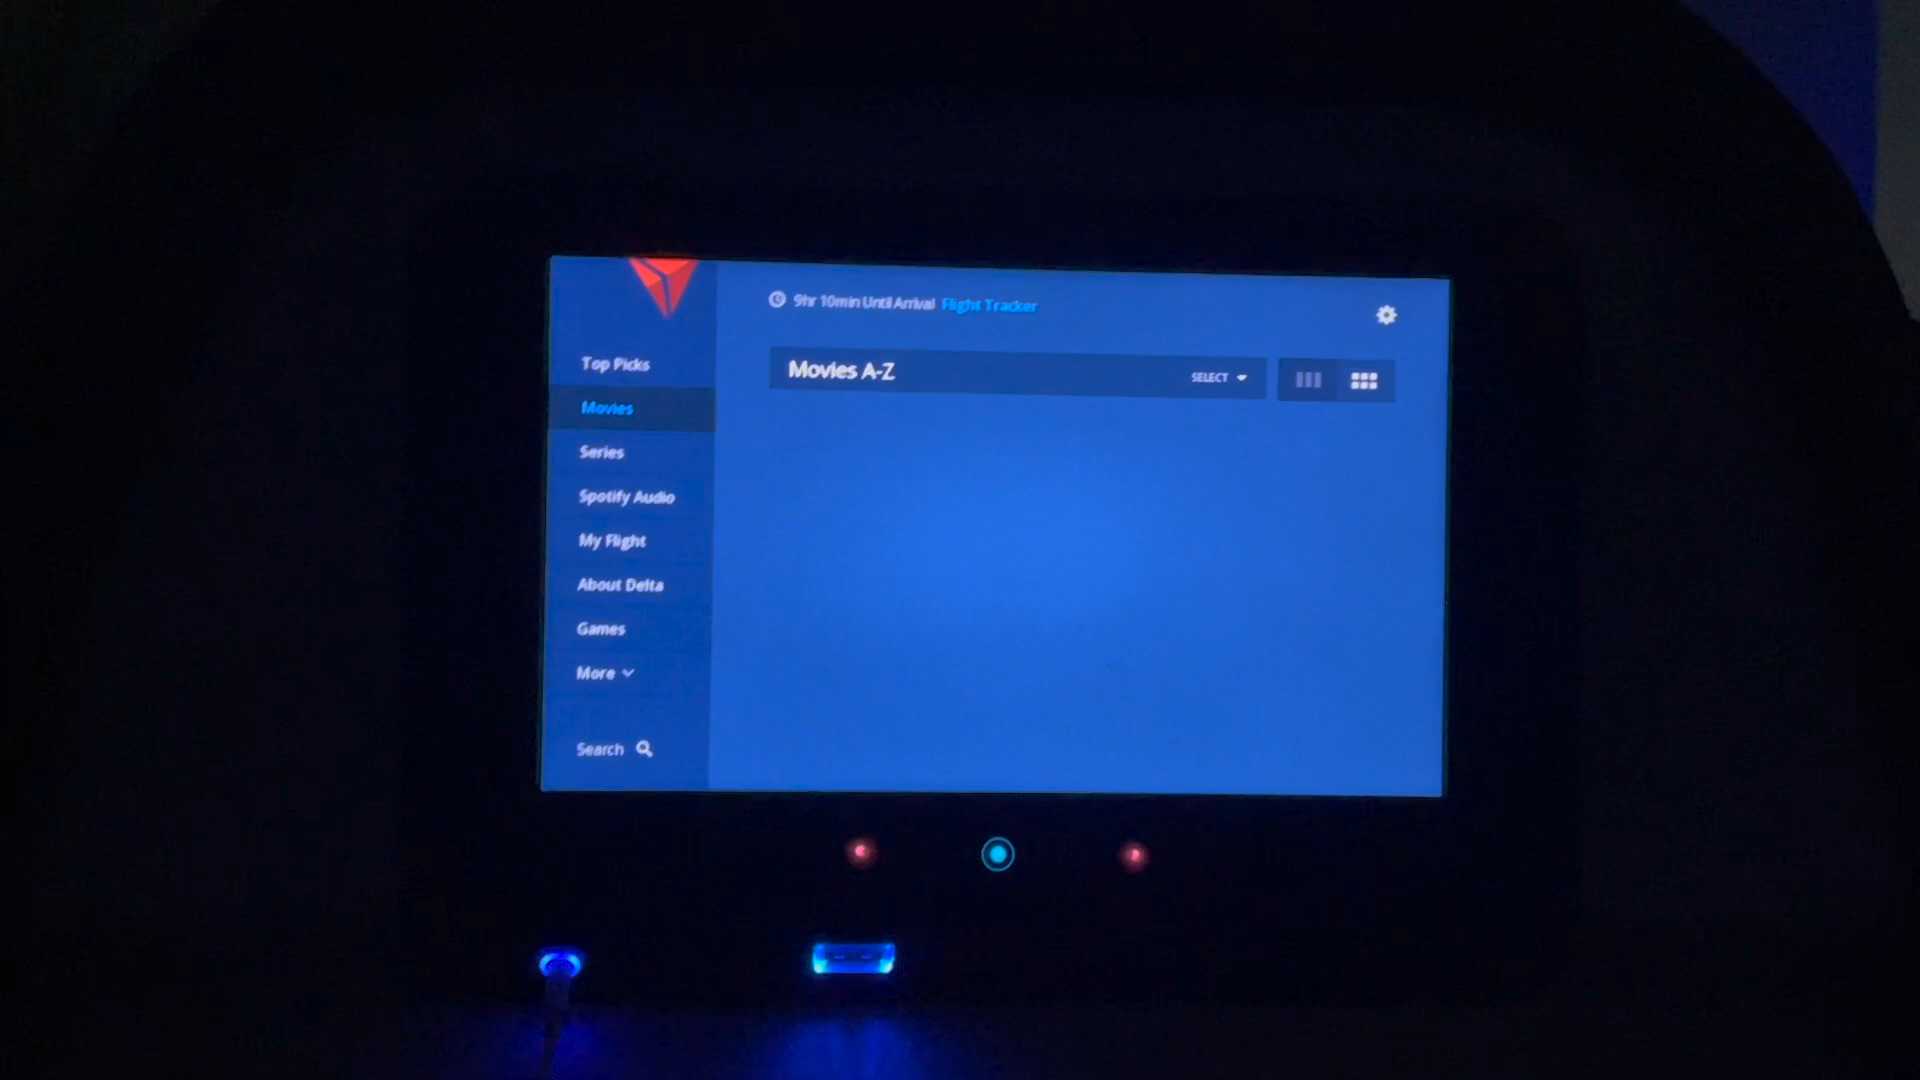 9hr 10min Until Arrival Flight Tracker
Movies A-Z
SELECT
Top Picks
Movies
Series
Spotify Audio
My Flight
About Delta
Games
More
Search